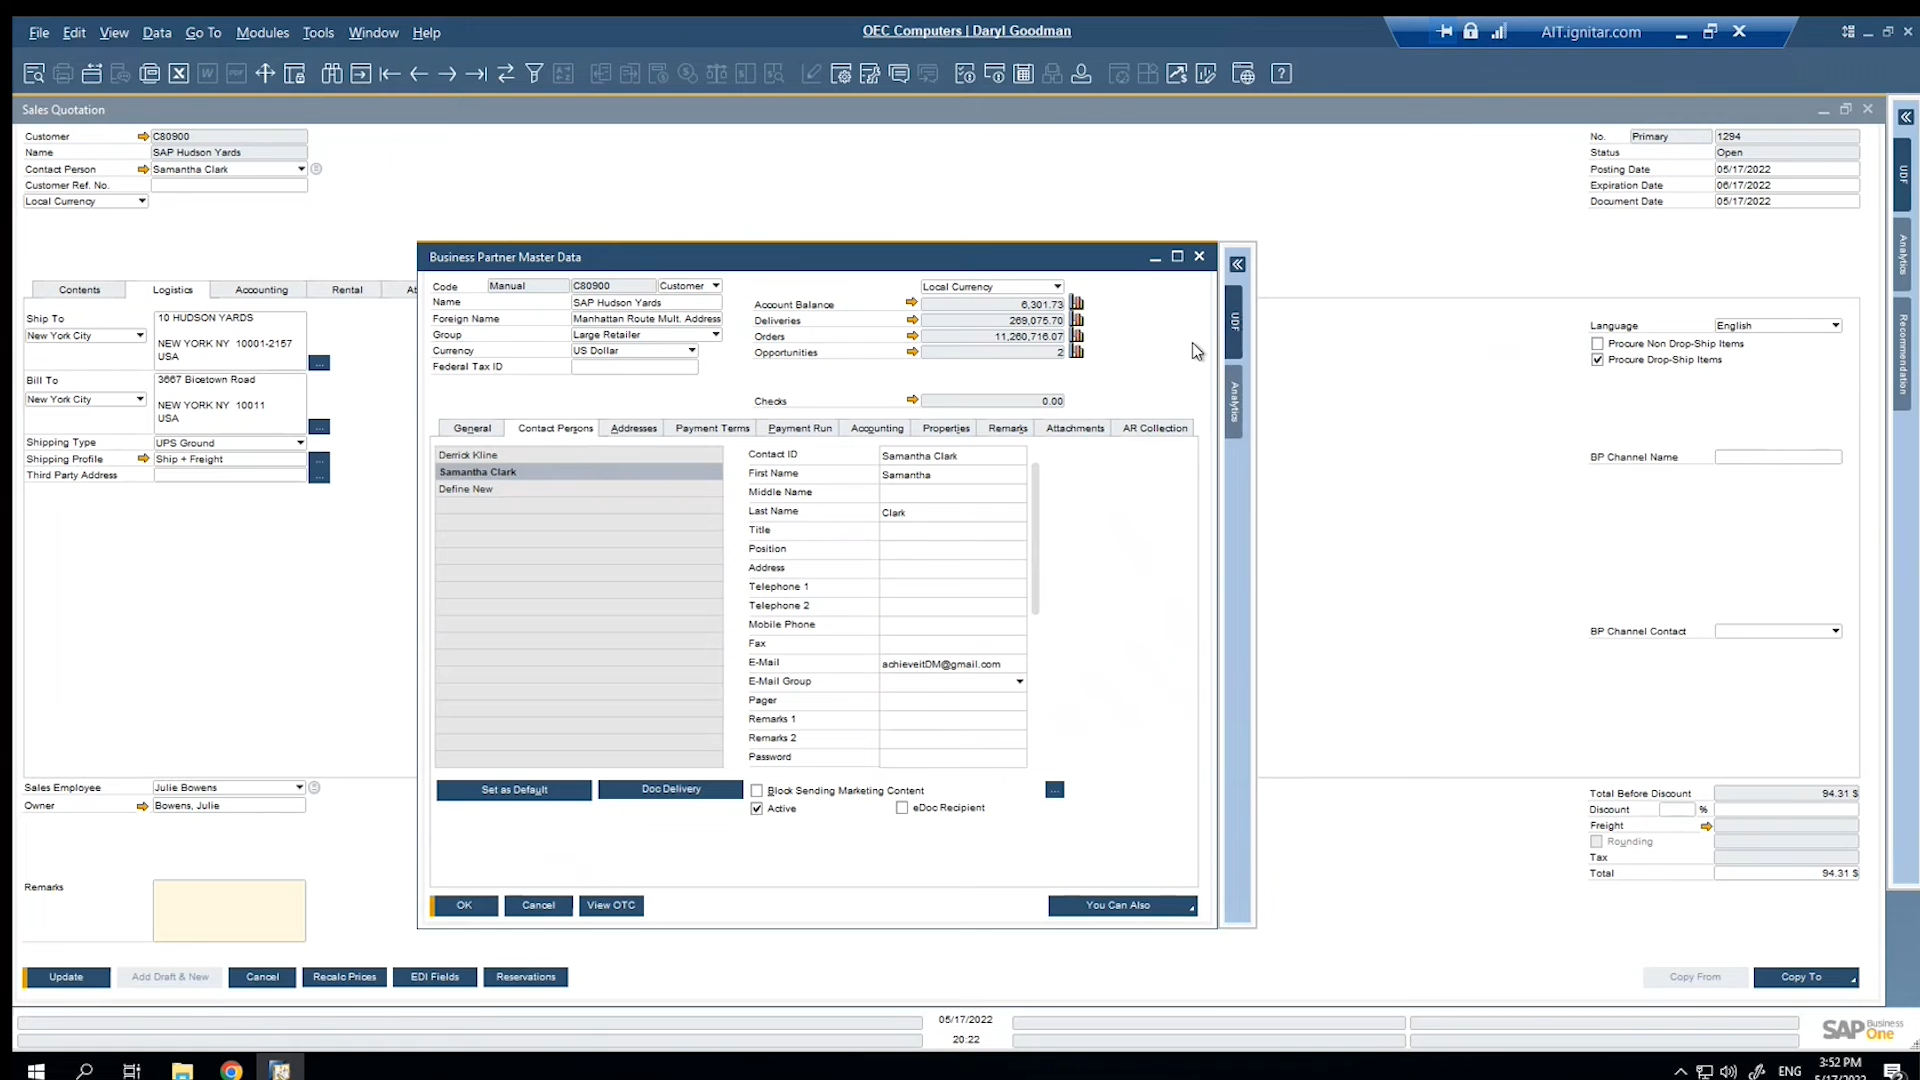 File Edit View Data Go To Modules Tools Window Help
OEC Computers | Daryl Goodman
AIT.ignitar.com
Sales Quotation
Customer C80900
Name SAP Hudson Yards
Contact Person Samantha Clark
Customer Ref. No.
Local Currency
No. Primary 1294
Status Open
Posting Date 05/17/2022
Expiration Date 06/17/2022
Document Date 05/17/2022
Contents Logistics Accounting Rental At
Ship To
New York City
10 HUDSON YARDS
NEW YORK NY 10001-2157
USA
Bill To
New York City
3667 Bicetown Road
NEW YORK NY 10011
USA
Shipping Type UPS Ground
Shipping Profile Ship + Freight
Third Party Address
Language English
Procure Non Drop-Ship Items
Procure Drop-Ship Items
BP Channel Name
BP Channel Contact
Business Partner Master Data
Code Manual C80900 Customer
Name SAP Hudson Yards
Foreign Name Manhattan Route Mult. Address
Group Large Retailer
Currency US Dollar
Federal Tax ID
Local Currency
Account Balance 6,301.73
Deliveries 269,075.70
Orders 11,260,716.07
Opportunities 2
Checks 0.00
General Contact Persons Addresses Payment Terms Payment Run Accounting Properties Remarks Attachments AR Collection
Derrick Kline
Samantha Clark
Define New
Contact ID Samantha Clark
First Name Samantha
Middle Name
Last Name Clark
Title
Position
Address
Telephone 1
Telephone 2
Mobile Phone
Fax
E-Mail achieveitDM@gmail.com
E-Mail Group
Pager
Remarks 1
Remarks 2
Password
Set as Default Doc Delivery Block Sending Marketing Content ...
Active eDoc Recipient
OK Cancel View OTC You Can Also
UDF
Analytics
UDF
Analytics
Recommendation
Sales Employee Julie Bowens
Owner Bowens, Julie
Remarks
Total Before Discount 94.31 $
Discount %
Freight
Rounding
Tax
Total 94.31 $
Update Add Draft & New Cancel Recalc Prices EDI Fields Reservations Copy From Copy To
05/17/2022
20:22
SAP Business One
ENG
3:52 PM
5/17/2022